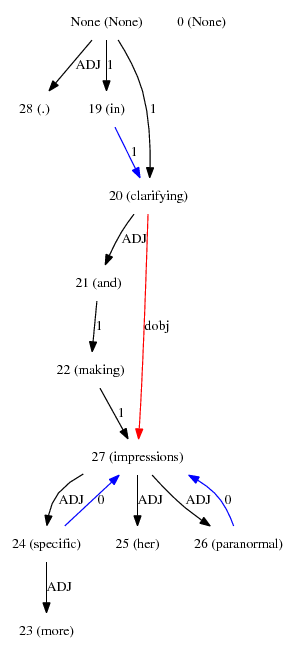 None (None) 0 (None)
ADJ 1
28 (.) 19 (in) 1
1
20 (clarifying)
ADJ
21 (and)
1 dobj
22 (making)
1
27 (impressions)
ADJ 0 ADJ ADJ 0
24 (specific) 25 (her) 26 (paranormal)
ADJ
23 (more)